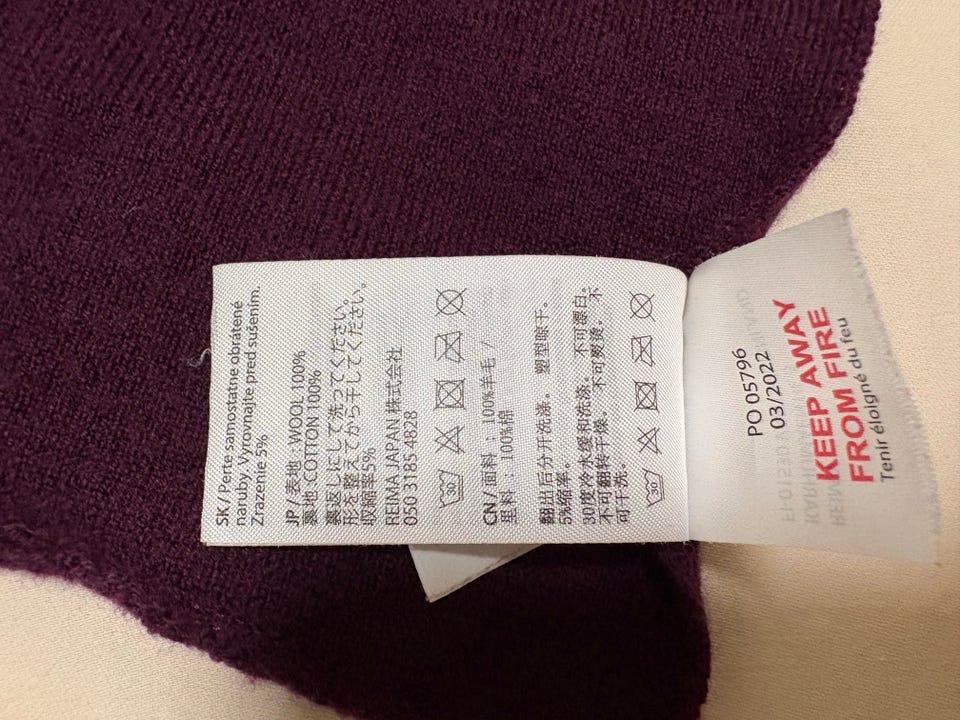 SK/ Perte samostatne obrátené
naruby. Vyrovnajte pred sušením.
Zrazenie 5%
JP / 表地 : WOOL 100%
裏地 :COTTON 100%
裏返しにして洗ってください。
形を整えてから干してください。
収縮率5%
REIMA JAPAN 株式会社
050 3185 4828
30
CN / 面料 : 100%羊毛 /
里料 : 100%棉
翻出后分开洗涤. 塑型晾干.
5%缩率.
30度冷水缓和洗涤. 不可漂白.
不可翻转干燥. 不可熨烫. 不
可干洗.
30
PO 05796
03/2022
KEEP AWAY
FROM FIRE
Tenir éloigné du feu